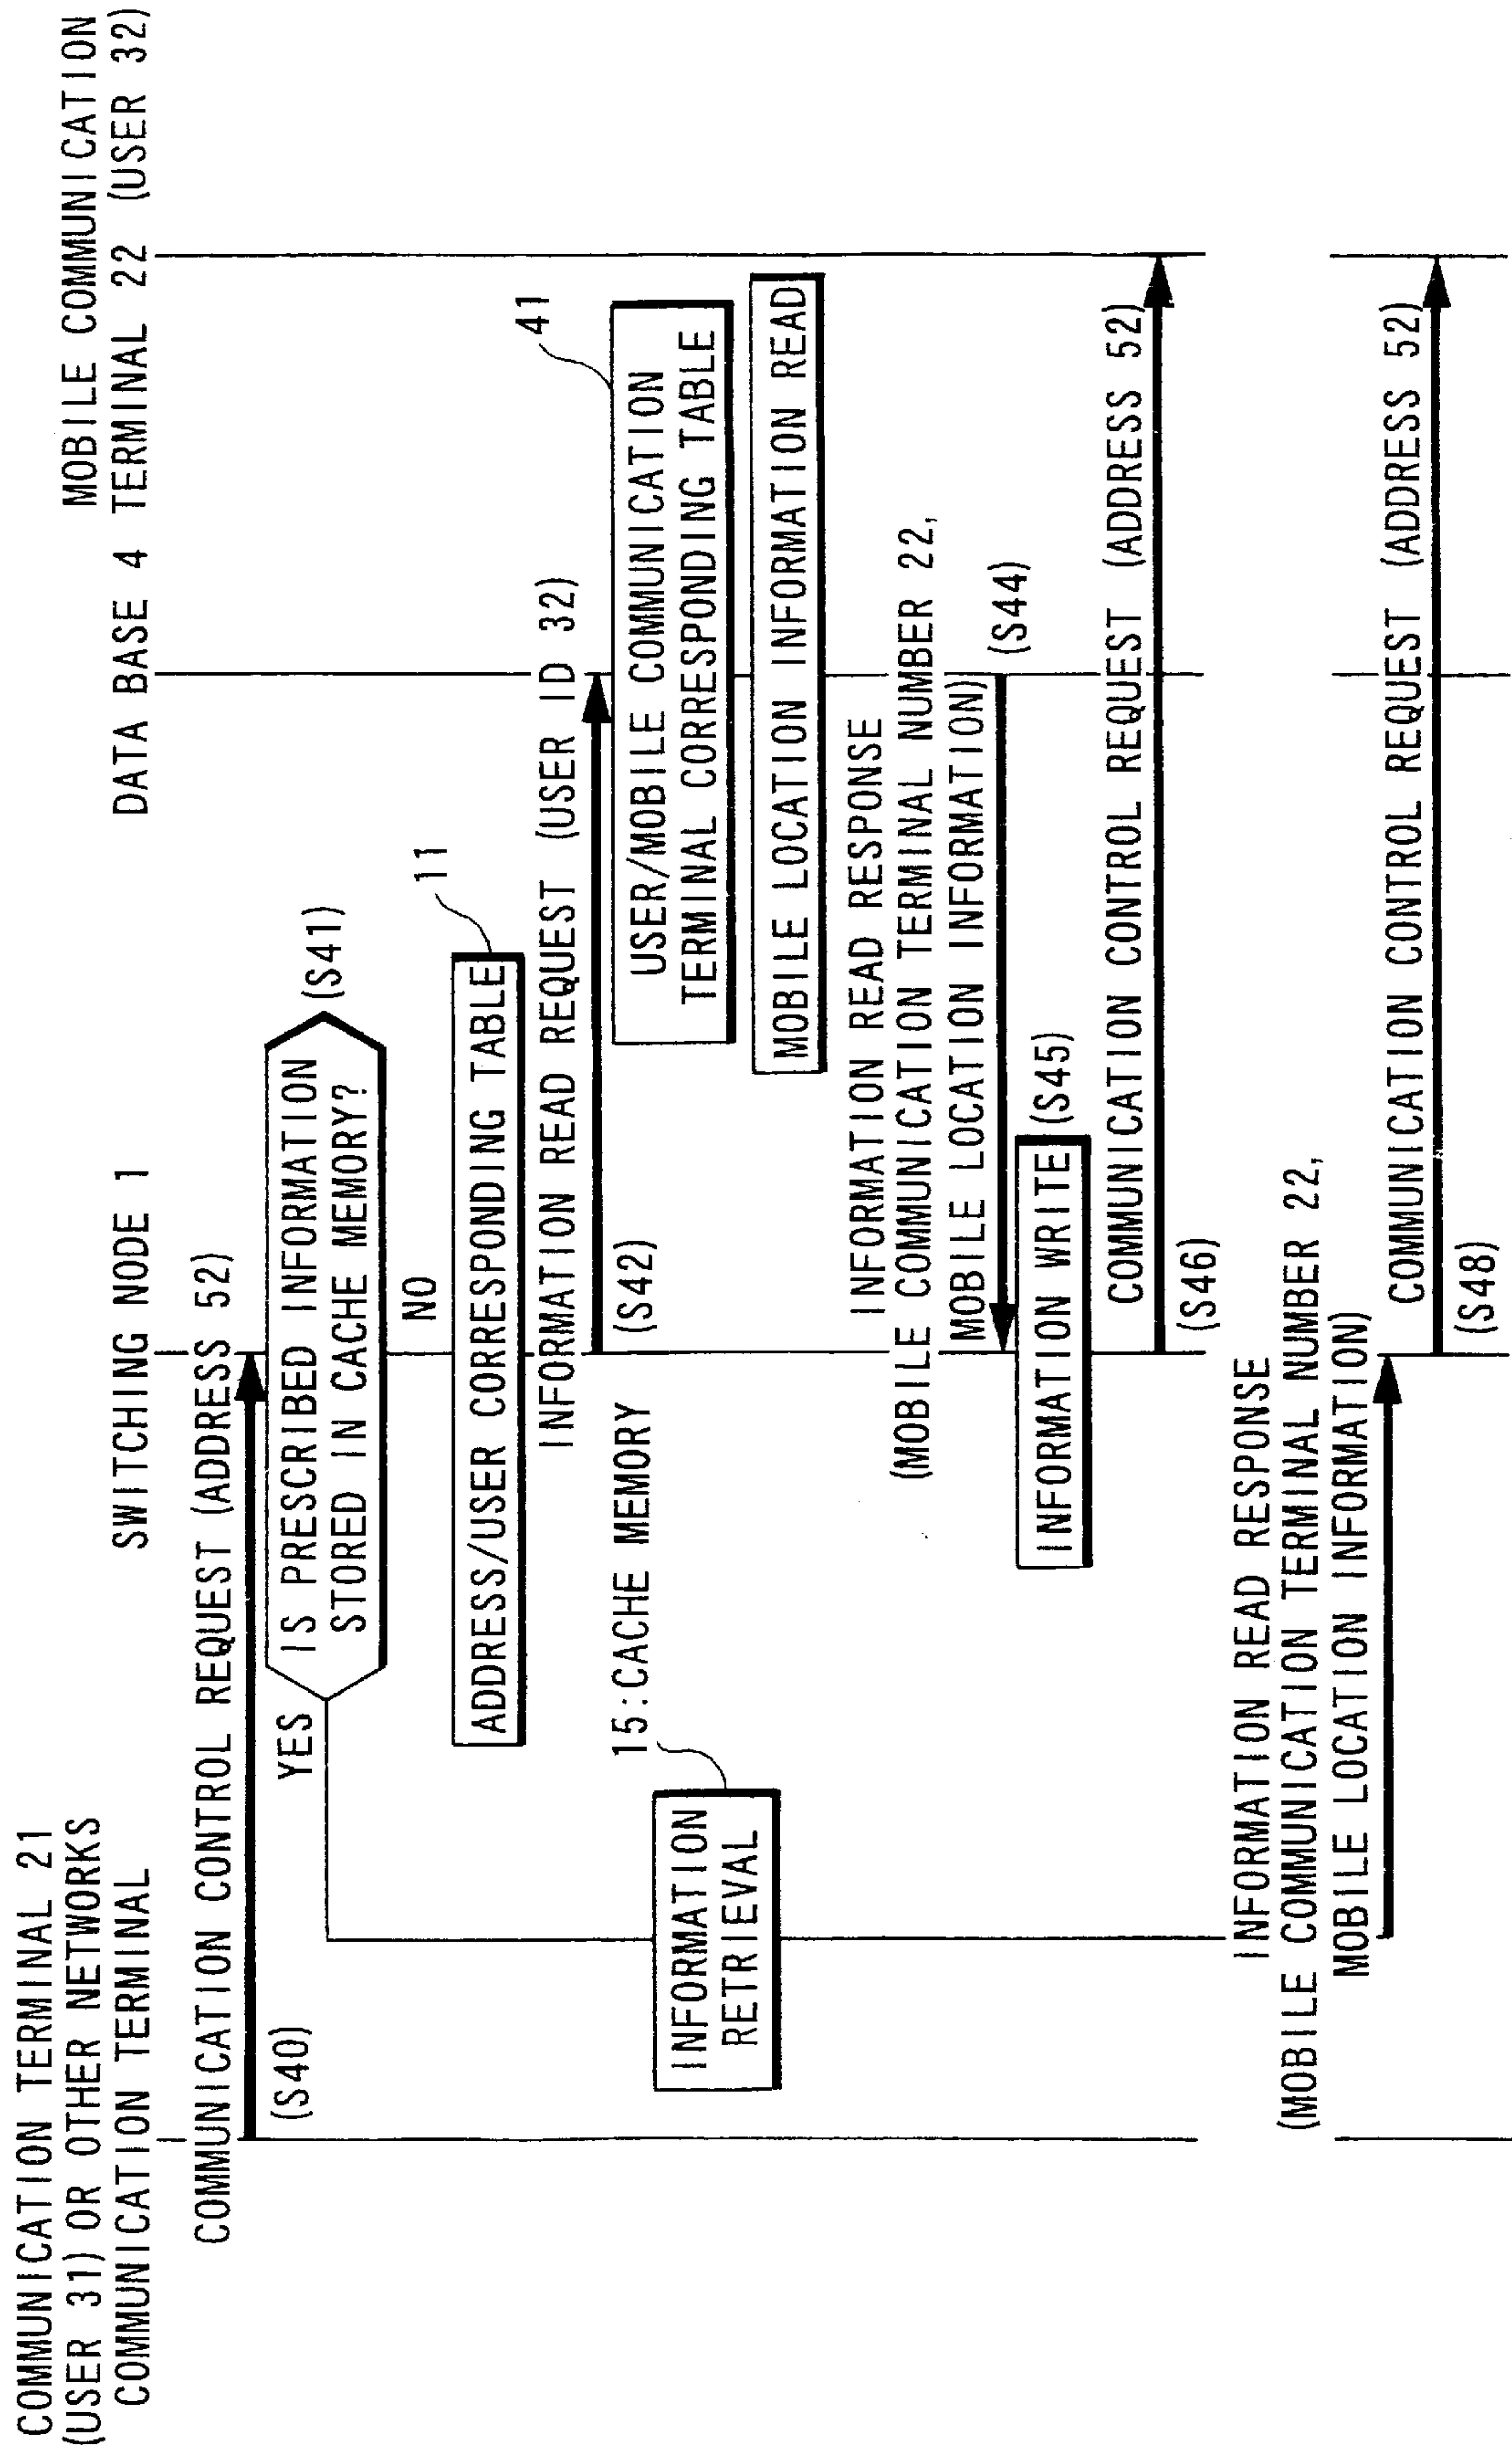 COMMUNICATION TERMINAL 21
(USER 31) OR OTHER NETWORKS
COMMUNICATION TERMINAL
SWITCHING NODE 1
DATA BASE 4
MOBILE COMMUNICATION
TERMINAL 22 (USER 32)
COMMUNICATION CONTROL REQUEST (ADDRESS 52)
(S40)
IS PRESCRIBED INFORMATION
STORED IN CACHE MEMORY?
(S41)
YES
NO
11
ADDRESS/USER CORRESPONDING TABLE
INFORMATION READ REQUEST (USER ID 32)
(S42)
41
USER/MOBILE COMMUNICATION
TERMINAL CORRESPONDING TABLE
15:CACHE MEMORY
INFORMATION
RETRIEVAL
MOBILE LOCATION INFORMATION READ
INFORMATION READ RESPONSE
(MOBILE COMMUNICATION TERMINAL NUMBER 22,
MOBILE LOCATION INFORMATION)
(S44)
INFORMATION WRITE
(S45)
COMMUNICATION CONTROL REQUEST (ADDRESS 52)
(S46)
INFORMATION READ RESPONSE
(MOBILE COMMUNICATION TERMINAL NUMBER 22,
MOBILE LOCATION INFORMATION)
COMMUNICATION CONTROL REQUEST (ADDRESS 52)
(S48)